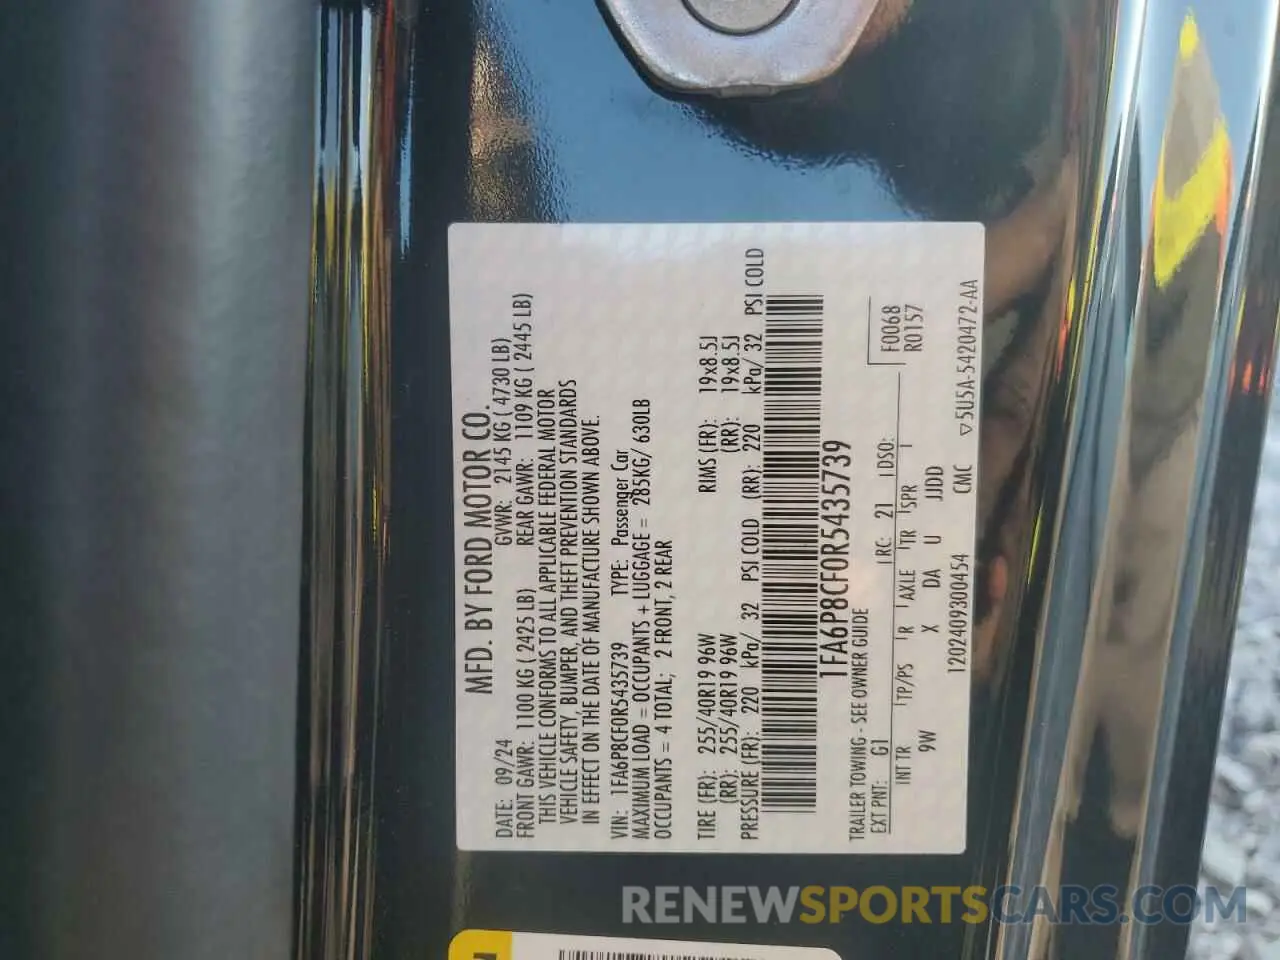 MFD. BY FORD MOTOR CO.
DATE: 09/24 GVWR: 2145 KG ( 4730 LB)
FRONT GAWR: 1100 KG ( 2425 LB) REAR GAWR: 1109 KG ( 2445 LB)
THIS VEHICLE CONFORMS TO ALL APPLICABLE FEDERAL MOTOR
VEHICLE SAFETY, BUMPER, AND THEFT PREVENTION STANDARDS
IN EFFECT ON THE DATE OF MANUFACTURE SHOWN ABOVE.
VIN: 1FA6P8CF0R5435739 TYPE: Passenger Car
MAXIMUM LOAD = OCCUPANTS + LUGGAGE = 285KG/ 630LB
OCCUPANTS = 4 TOTAL; 2 FRONT, 2 REAR
TIRE (FR): 255/40R19 96W RIMS (FR): 19x8.5J
(RR): 255/40R19 96W (RR): 19x8.5J
PRESSURE (FR): 220 kPa/ 32 PSI COLD (RR): 220 kPa/ 32 PSI COLD
1FA6P8CF0R5435739
TRAILER TOWING - SEE OWNER GUIDE
EXT PNT: G1 RC: 21 DSO: F0068
INT TR TP/PS R AXLE TR SPR R0157
9W X DA U JJDD
120240930454 CMC ▽5U5A-5420472-AA
RENEWSPORTSCARS.COM